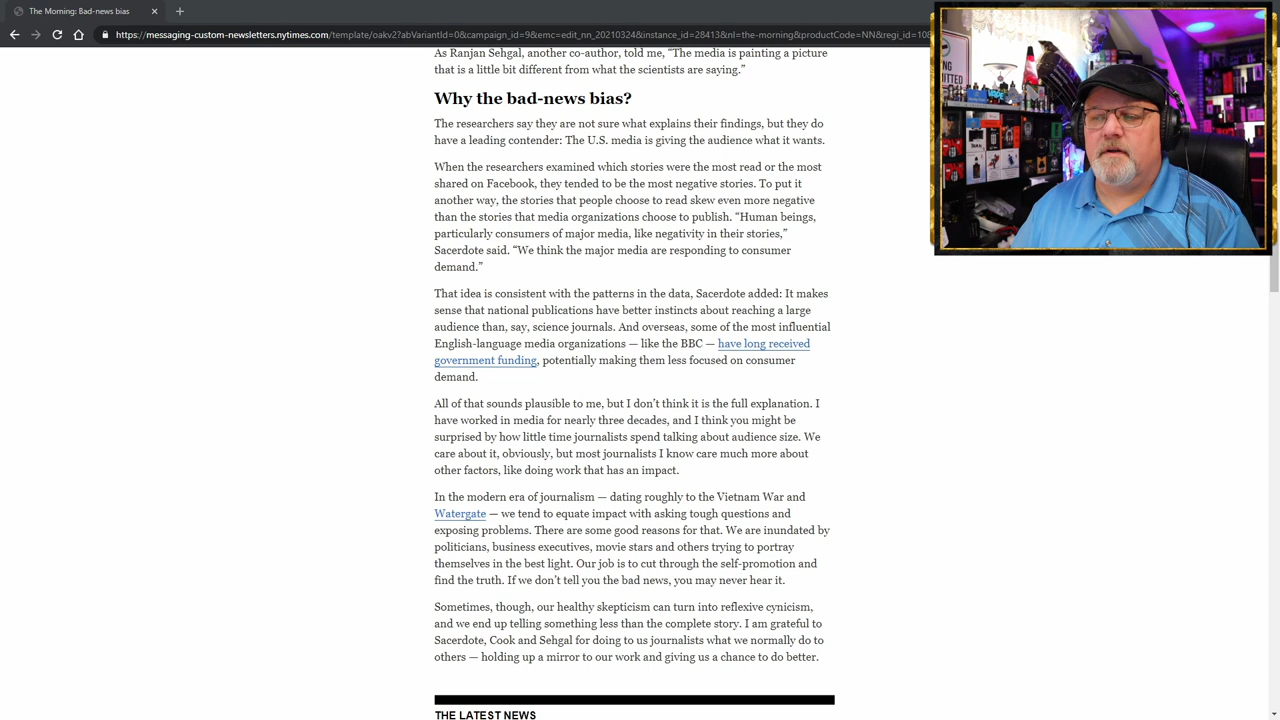 The Morning: Bad-news bias
https://messaging-custom-newsletters.nytimes.com/template/oakv2?abVariantId=0&campaign_id=9&emc=edit_nn_20210324&instance_id=28413&nl=the-morning&productCode=NN&regi_id=108
As Ranjan Sehgal, another co-author, told me, “The media is painting a picture
that is a little bit different from what the scientists are saying.”
Why the bad-news bias?
The researchers say they are not sure what explains their findings, but they do
have a leading contender: The U.S. media is giving the audience what it wants.
When the researchers examined which stories were the most read or the most
shared on Facebook, they tended to be the most negative stories. To put it
another way, the stories that people choose to read skew even more negative
than the stories that media organizations choose to publish. “Human beings,
particularly consumers of major media, like negativity in their stories,”
Sacerdote said. “We think the major media are responding to consumer
demand.”
That idea is consistent with the patterns in the data, Sacerdote added: It makes
sense that national publications have better instincts about reaching a large
audience than, say, science journals. And overseas, some of the most influential
English-language media organizations — like the BBC — have long received
government funding, potentially making them less focused on consumer
demand.
All of that sounds plausible to me, but I don’t think it is the full explanation. I
have worked in media for nearly three decades, and I think you might be
surprised by how little time journalists spend talking about audience size. We
care about it, obviously, but most journalists I know care much more about
other factors, like doing work that has an impact.
In the modern era of journalism — dating roughly to the Vietnam War and
Watergate — we tend to equate impact with asking tough questions and
exposing problems. There are some good reasons for that. We are inundated by
politicians, business executives, movie stars and others trying to portray
themselves in the best light. Our job is to cut through the self-promotion and
find the truth. If we don’t tell you the bad news, you may never hear it.
Sometimes, though, our healthy skepticism can turn into reflexive cynicism,
and we end up telling something less than the complete story. I am grateful to
Sacerdote, Cook and Sehgal for doing to us journalists what we normally do to
others — holding up a mirror to our work and giving us a chance to do better.
THE LATEST NEWS